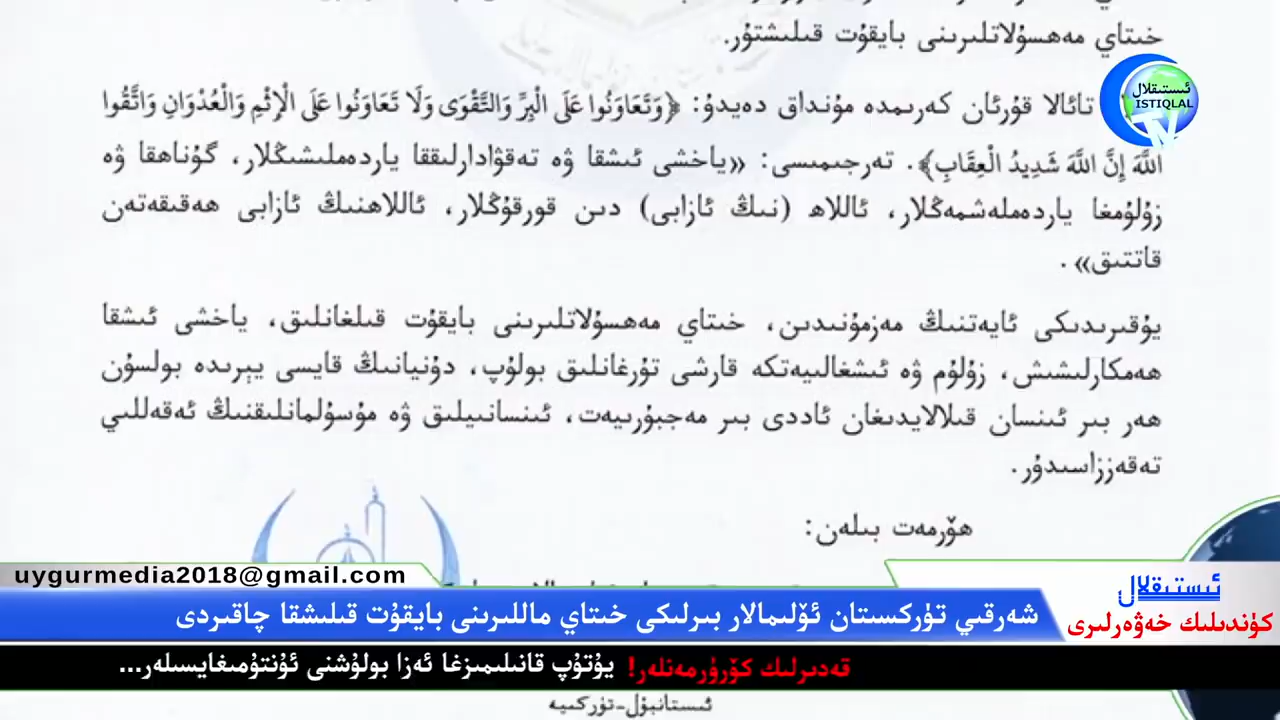 خىتاي مەھسۇلاتلىرىنى بايقۇت قىلىشتۇر.
ئىستىقلال
ISTIQLAL
TV
تائالا قۇرئان كەرىمدە مۇنداق دەيدۇ: ﴿وَتَعَاوَنُوا عَلَى الْبِرِّ وَالتَّقْوَى وَلَا تَعَاوَنُوا عَلَى الْإِثْمِ وَالْعُدْوَانِ وَاتَّقُوا
اللَّهَ إِنَّ اللَّهَ شَدِيدُ الْعِقَابِ﴾. تەرجىمىسى: «ياخشى ئىشقا ۋە تەقۋادارلىققا ياردەملىشىڭلار، گۇناھقا ۋە
زۇلۇمغا ياردەملەشمەڭلار، ئاللاھ (نىڭ ئازابى) دىن قورقۇڭلار، ئاللاھنىڭ ئازابى ھەقىقەتەن
قاتتىق».
يۇقىرىدىكى ئايەتنىڭ مەزمۇنىدىن، خىتاي مەھسۇلاتلىرىنى بايقۇت قىلغانلىق، ياخشى ئىشقا
ھەمكارلىشىش، زۇلۇم ۋە ئىشغالىيەتكە قارشى تۇرغانلىق بولۇپ، دۇنيانىڭ قايسى يېرىدە بولسۇن
ھەر بىر ئىنسان قىلالايدىغان ئاددى بىر مەجبۇرىيەت، ئىنسانىيلىق ۋە مۇسۇلمانلىقنىڭ ئەقەللىي
تەقەززاسىدۇر.
ھۆرمەت بىلەن:
uygurmedia2018@gmail.com
شەرقىي تۈركىستان ئۆلىمالار بىرلىكى خىتاي ماللىرىنى بايقۇت قىلىشقا چاقىردى
ئىستىقلال
كۈندىلىك خەۋەرلىرى
قەدىرلىك كۆرۈرمەنلەر! يۇتۇپ قانىلىمىزغا ئەزا بولۇشنى ئۇنتۇمىغايسىلەر...
ئىستانبۇل-تۈركىيە